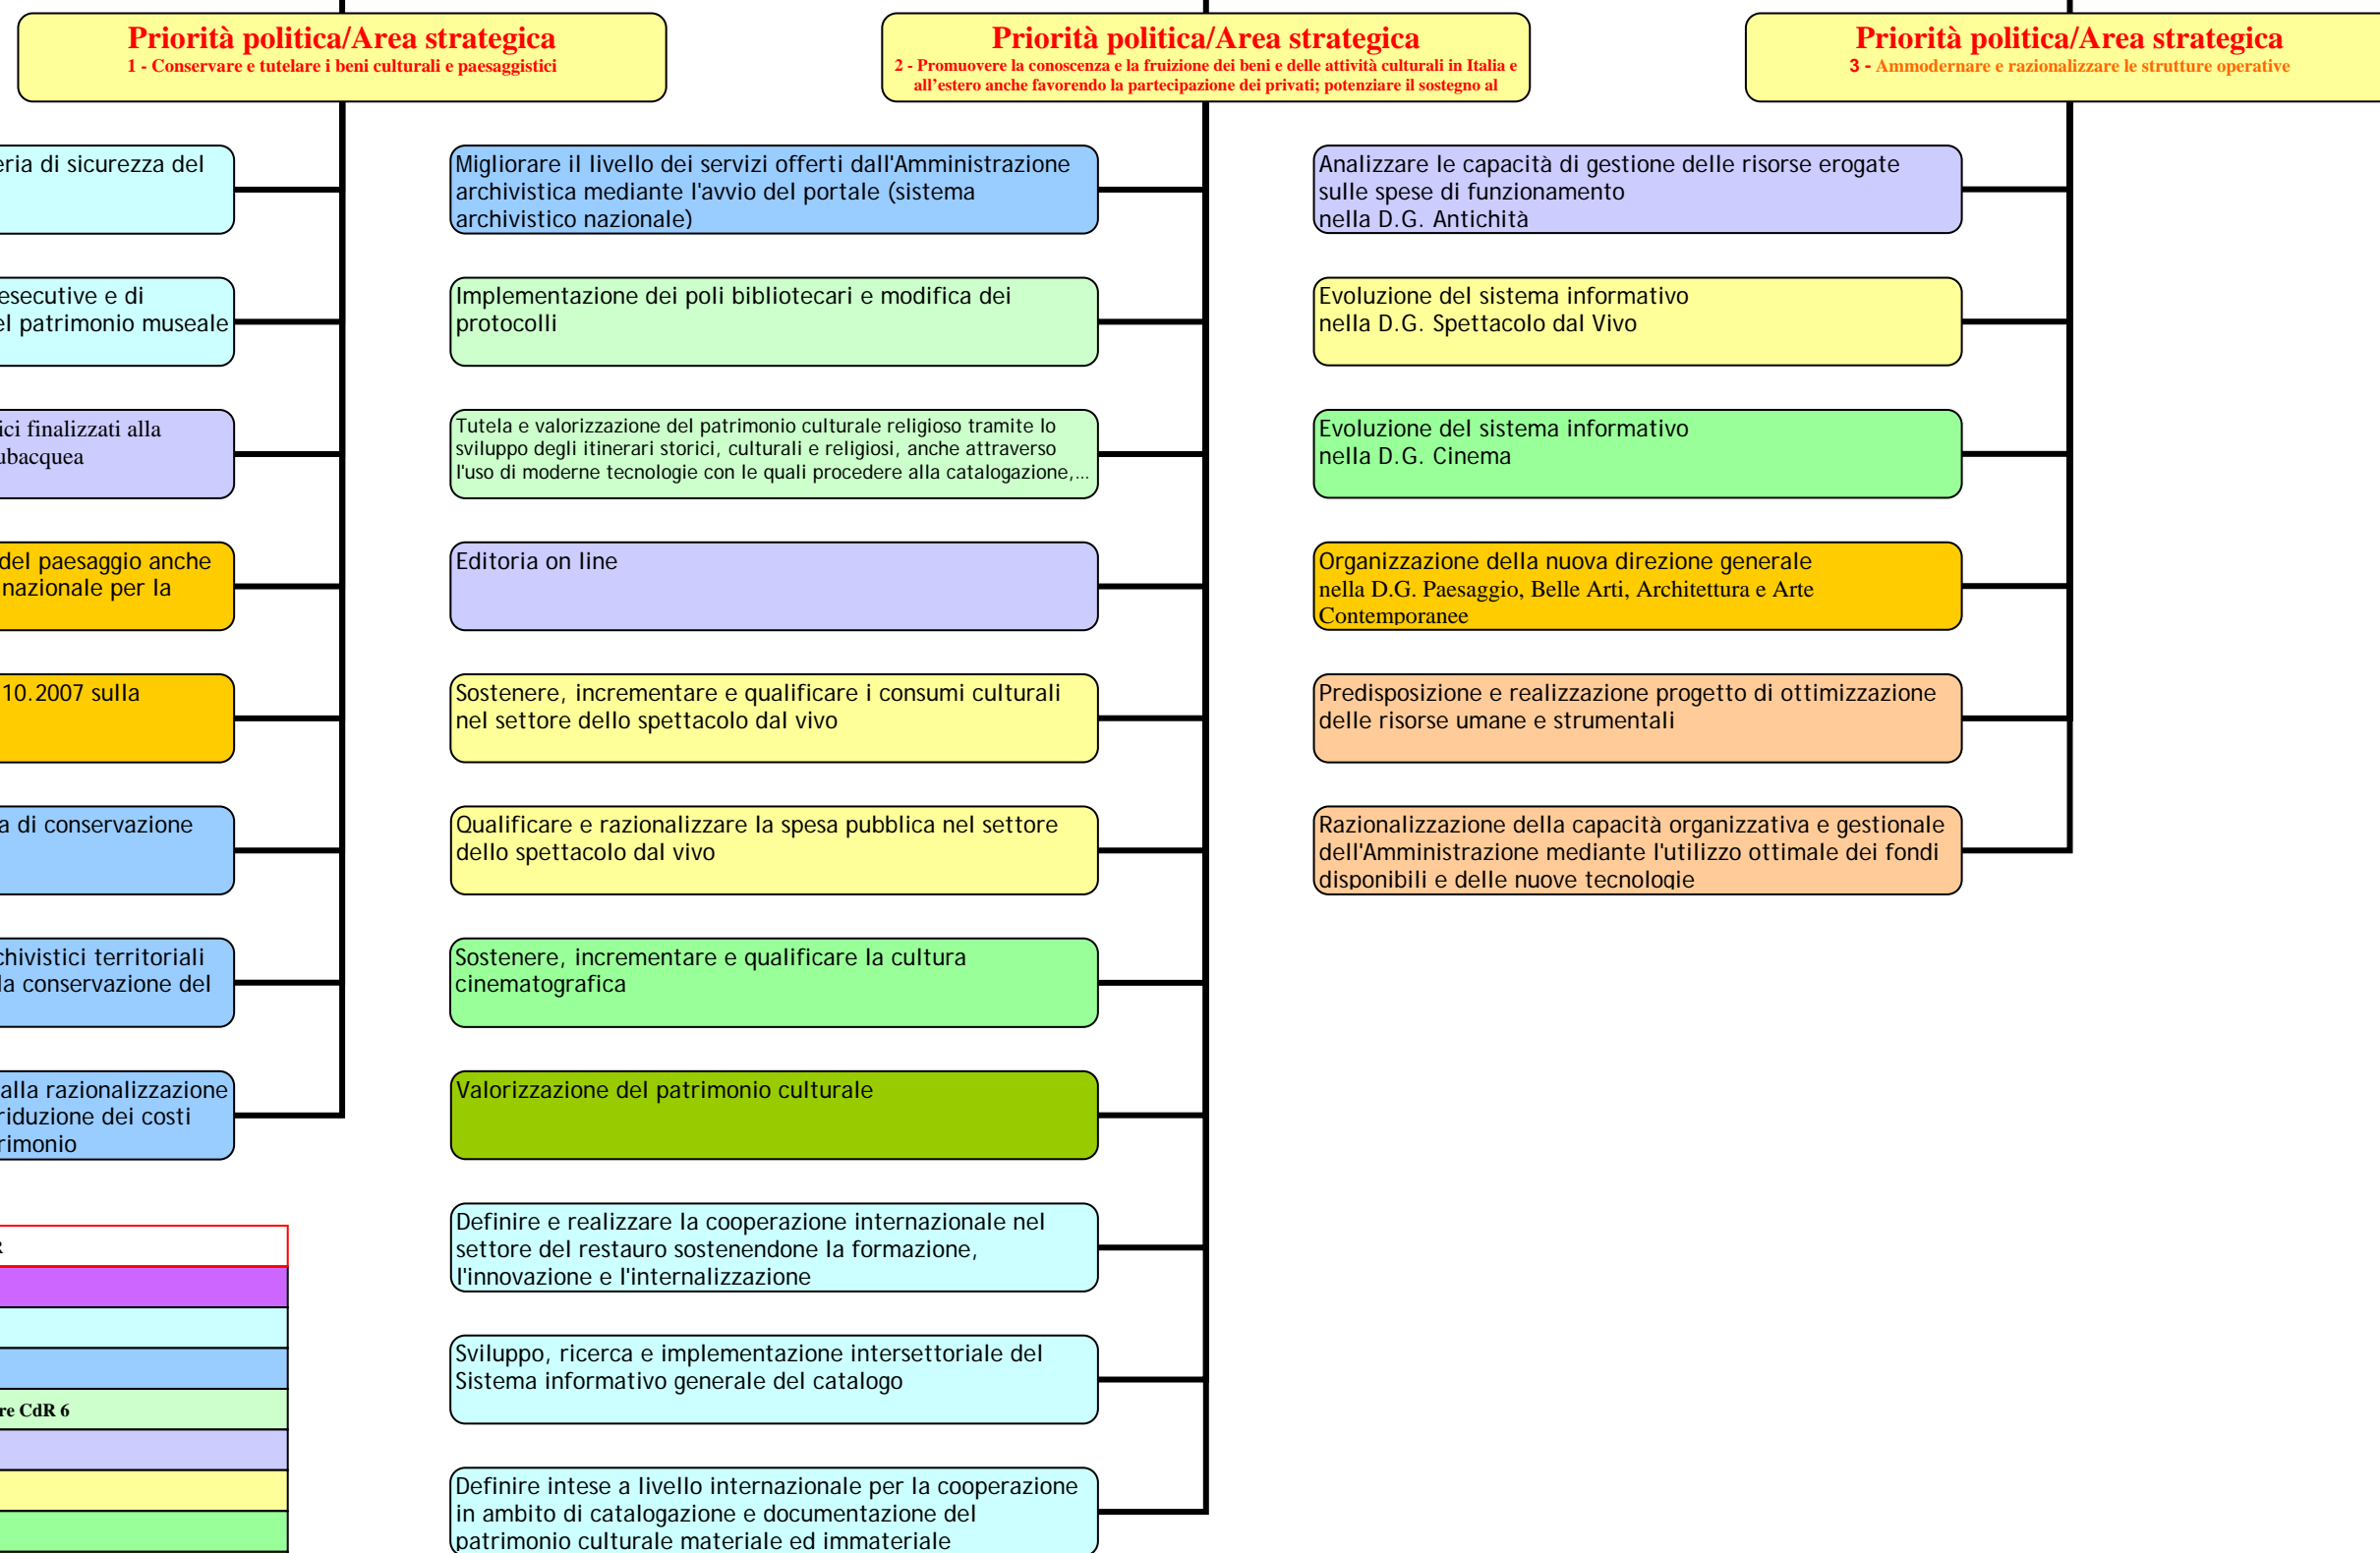 Priorità politica/Area strategica
1 - Conservare e tutelare i beni culturali e paesaggistici
eria di sicurezza del
esecutive e di
el patrimonio museale
ici finalizzati alla
ubacquea
del paesaggio anche
nazionale per la
10.2007 sulla
a di conservazione
chivistici territoriali
la conservazione del
alla razionalizzazione
riduzione dei costi
rimonio
re CdR 6
Priorità politica/Area strategica
2 - Promuovere la conoscenza e la fruizione dei beni e delle attività culturali in Italia e
all'estero anche favorendo la partecipazione dei privati; potenziare il sostegno al
Migliorare il livello dei servizi offerti dall'Amministrazione
archivistica mediante l'avvio del portale (sistema
archivistico nazionale)
Implementazione dei poli bibliotecari e modifica dei
protocolli
Tutela e valorizzazione del patrimonio culturale religioso tramite lo
sviluppo degli itinerari storici, culturali e religiosi, anche attraverso
l'uso di moderne tecnologie con le quali procedere alla catalogazione,...
Editoria on line
Sostenere, incrementare e qualificare i consumi culturali
nel settore dello spettacolo dal vivo
Qualificare e razionalizzare la spesa pubblica nel settore
dello spettacolo dal vivo
Sostenere, incrementare e qualificare la cultura
cinematografica
Valorizzazione del patrimonio culturale
Definire e realizzare la cooperazione internazionale nel
settore del restauro sostenendone la formazione,
l'innovazione e l'internalizzazione
Sviluppo, ricerca e implementazione intersettoriale del
Sistema informativo generale del catalogo
Definire intese a livello internazionale per la cooperazione
in ambito di catalogazione e documentazione del
patrimonio culturale materiale ed immateriale
Priorità politica/Area strategica
3 - Ammodernare e razionalizzare le strutture operative
Analizzare le capacità di gestione delle risorse erogate
sulle spese di funzionamento
nella D.G. Antichità
Evoluzione del sistema informativo
nella D.G. Spettacolo dal Vivo
Evoluzione del sistema informativo
nella D.G. Cinema
Organizzazione della nuova direzione generale
nella D.G. Paesaggio, Belle Arti, Architettura e Arte
Contemporanee
Predisposizione e realizzazione progetto di ottimizzazione
delle risorse umane e strumentali
Razionalizzazione della capacità organizzativa e gestionale
dell'Amministrazione mediante l'utilizzo ottimale dei fondi
disponibili e delle nuove tecnologie